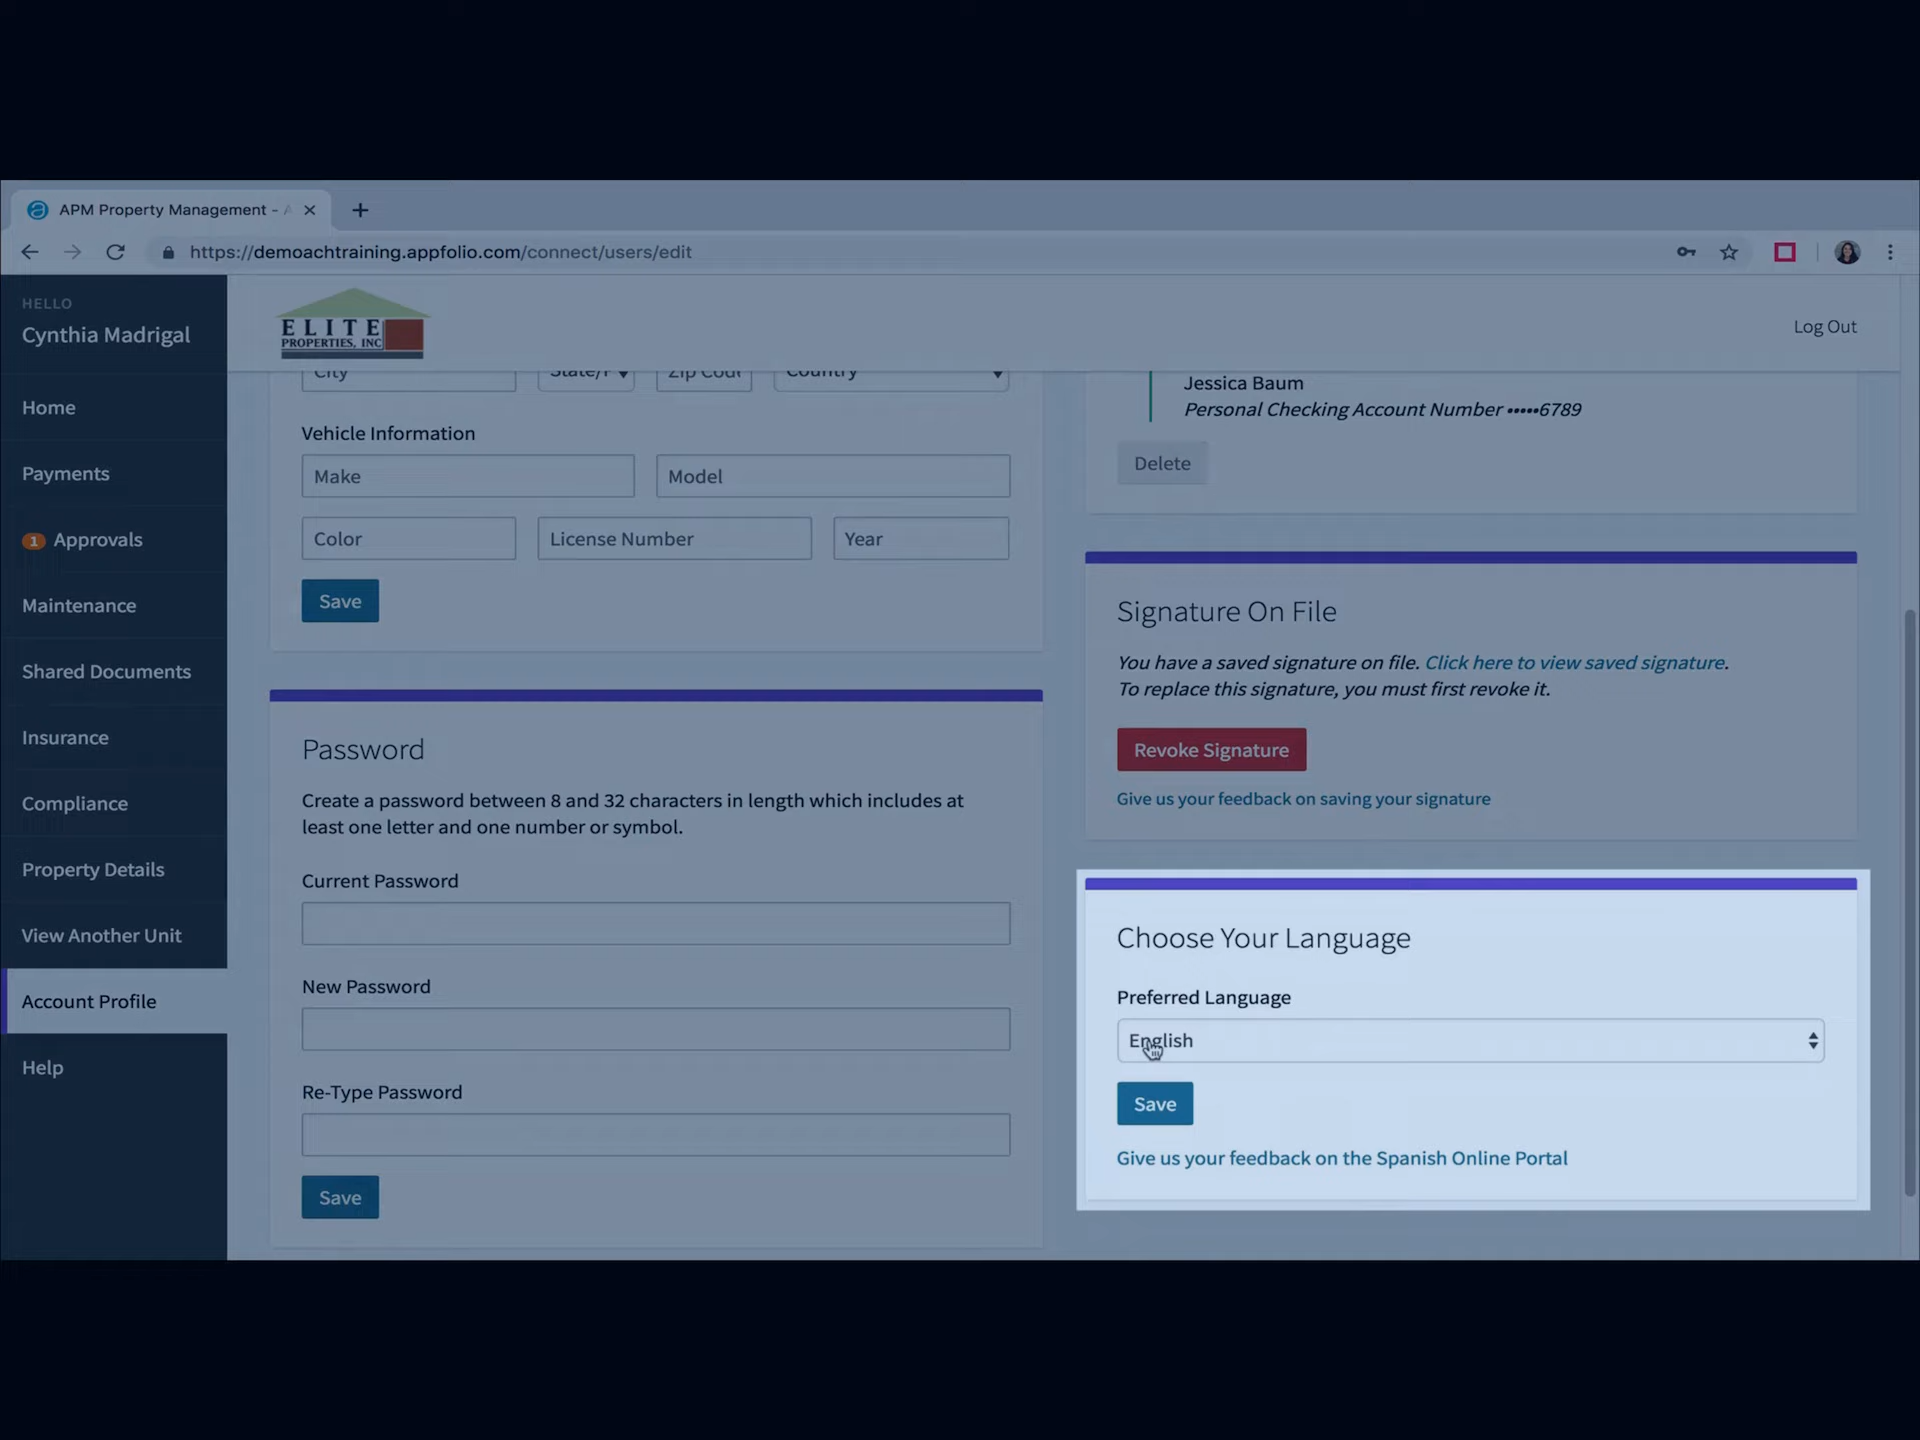 APM Property Management - A
https://demoachtraining.appfolio.com/connect/users/edit
HELLO
Cynthia Madrigal
Home
Payments
1 Approvals
Maintenance
Shared Documents
Insurance
Compliance
Property Details
View Another Unit
Account Profile
Help
ELITE
PROPERTIES, INC
Log Out
City
State/P
Zip Code
Country
Vehicle Information
Make
Model
Color
License Number
Year
Save
Password
Create a password between 8 and 32 characters in length which includes at
least one letter and one number or symbol.
Current Password
New Password
Re-Type Password
Save
Jessica Baum
Personal Checking Account Number •••••6789
Delete
Signature On File
You have a saved signature on file. Click here to view saved signature.
To replace this signature, you must first revoke it.
Revoke Signature
Give us your feedback on saving your signature
Choose Your Language
Preferred Language
English
Save
Give us your feedback on the Spanish Online Portal